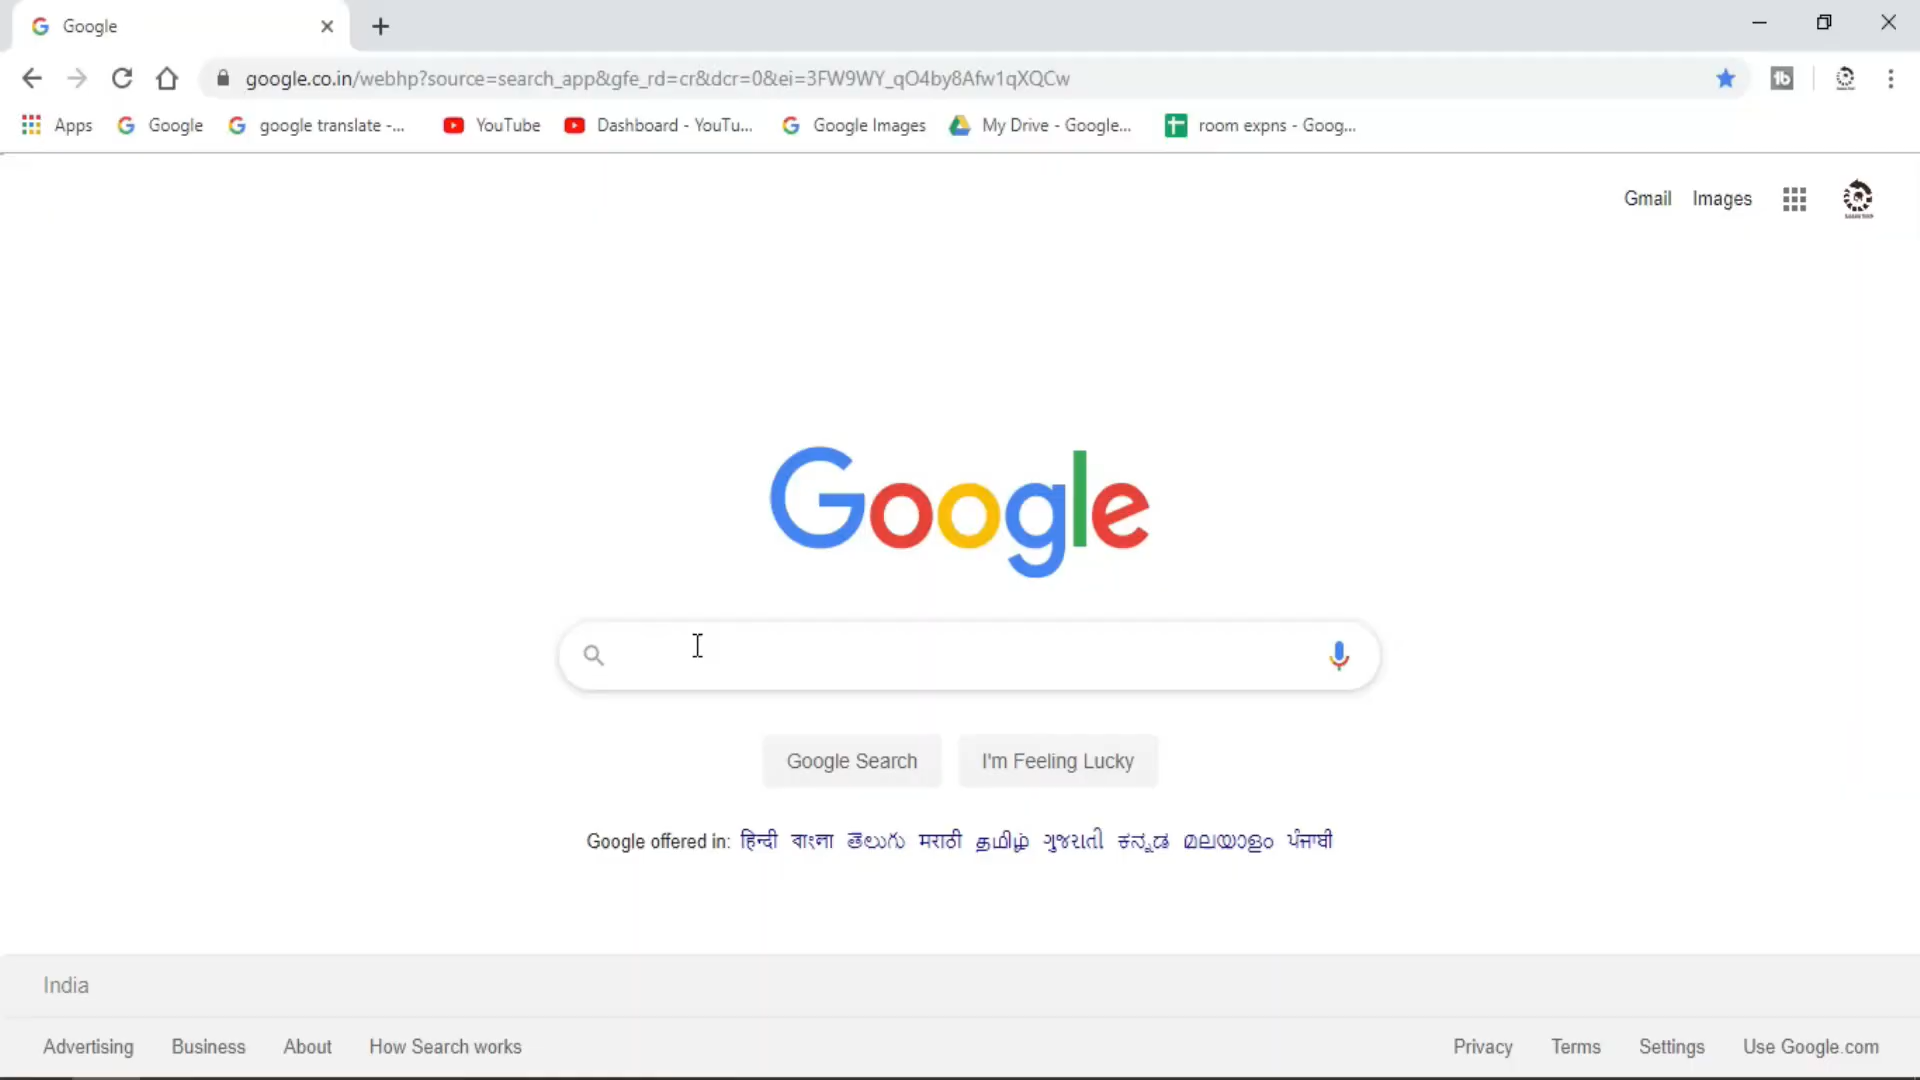 Google
google.co.in/webhp?source=search_app&gfe_rd=cr&dcr=0&ei=3FW9WY_qO4by8Afw1qXQCw
Apps Google google translate -... YouTube Dashboard - YouTu... Google Images My Drive - Google... room expns - Goog...
Gmail Images
Google
Google Search I'm Feeling Lucky
Google offered in: हिन्दी বাংলা తెలుగు मराठी தமிழ் ગુજરાતી ಕನ್ನಡ മലയാളം ਪੰਜਾਬੀ
India
Advertising Business About How Search works Privacy Terms Settings Use Google.com